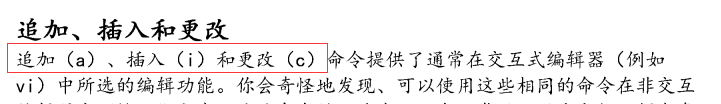 追加、插入和更改
追加（a）、插入（i）和更改（c）命令提供了通常在交互式编辑器（例如
vi）中所选的编辑功能。你会奇怪地发现、可以使用这些相同的命令在非交互